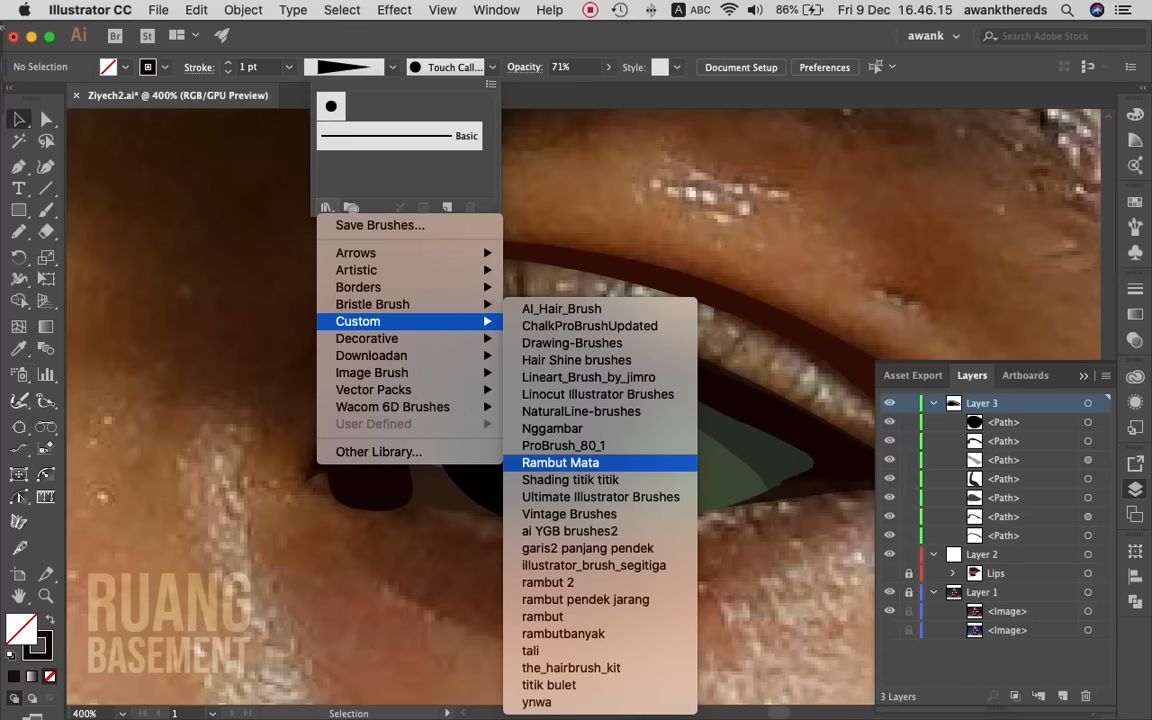 Illustrator CC File Edit Object Type Select Effect View Window Help A ABC 86% Fri 9 Dec 16.46.15 awankthereds
Ai Br St awank Search Adobe Stock
No Selection Stroke: 1 pt Touch Call... Opacity: 71% Style: Document Setup Preferences
× Ziyech2.ai* @ 400% (RGB/GPU Preview)
Basic
Save Brushes...
Arrows
Artistic
Borders
Bristle Brush
Custom
Decorative
Downloadan
Image Brush
Vector Packs
Wacom 6D Brushes
User Defined
Other Library...
AI_Hair_Brush
ChalkProBrushUpdated
Drawing-Brushes
Hair Shine brushes
Lineart_Brush_by_jimro
Linocut Illustrator Brushes
NaturalLine-brushes
Nggambar
ProBrush_80_1
Rambut Mata
Shading titik titik
Ultimate Illustrator Brushes
Vintage Brushes
ai YGB brushes2
garis2 panjang pendek
illustrator_brush_segitiga
rambut 2
rambut pendek jarang
rambut
rambutbanyak
tali
the_hairbrush_kit
titik bulet
ynwa
Asset Export Layers Artboards
Layer 3
<Path>
<Path>
<Path>
<Path>
<Path>
<Path>
<Path>
Layer 2
Lips
Layer 1
<Image>
<Image>
3 Layers
RUANG
BASEMENT
400% 1 Selection